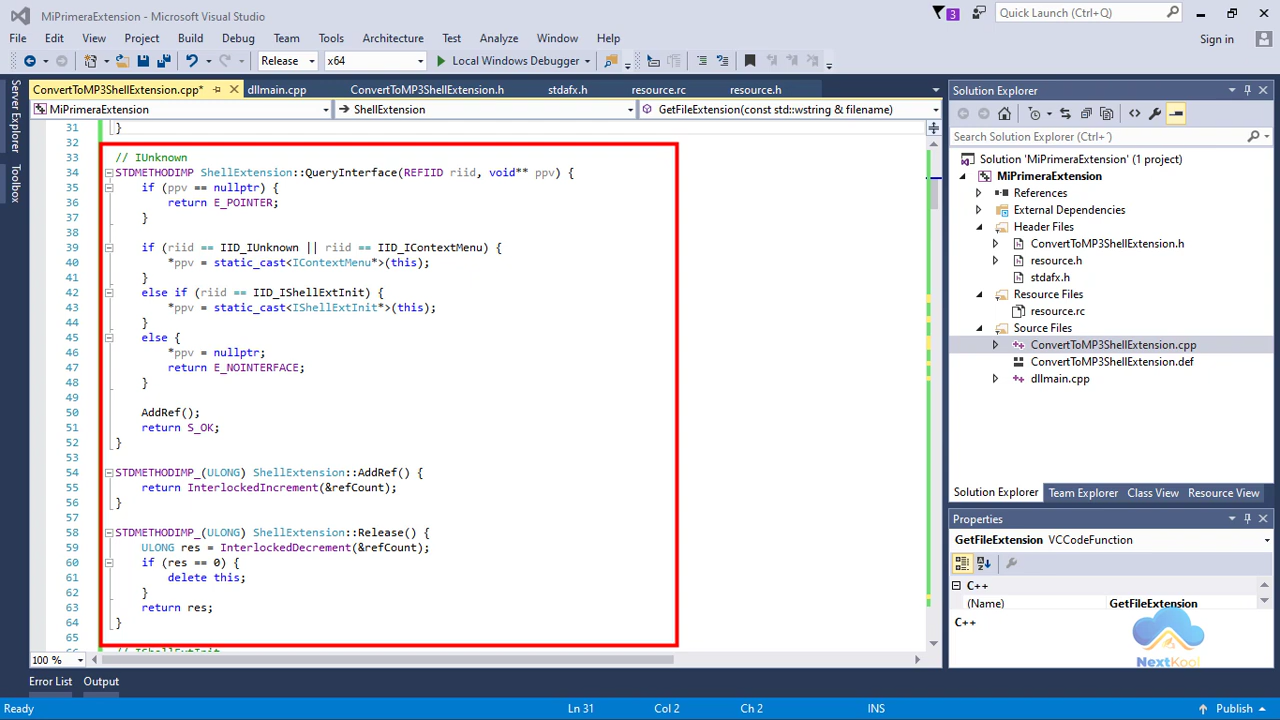 MiPrimeraExtension - Microsoft Visual Studio
3
Quick Launch (Ctrl+Q)
File Edit View Project Build Debug Team Tools Architecture Test Analyze Window Help
Sign in
Release x64 Local Windows Debugger
Server Explorer
Toolbox
ConvertToMP3ShellExtension.cpp* dllmain.cpp ConvertToMP3ShellExtension.h stdafx.h resource.rc resource.h
MiPrimeraExtension ShellExtension GetFileExtension(const std::wstring & filename)
31 }
32
33 // IUnknown
34 STDMETHODIMP ShellExtension::QueryInterface(REFIID riid, void** ppv) {
35 if (ppv == nullptr) {
36 return E_POINTER;
37 }
38
39 if (riid == IID_IUnknown || riid == IID_IContextMenu) {
40 *ppv = static_cast<IContextMenu*>(this);
41 }
42 else if (riid == IID_IShellExtInit) {
43 *ppv = static_cast<IShellExtInit*>(this);
44 }
45 else {
46 *ppv = nullptr;
47 return E_NOINTERFACE;
48 }
49
50 AddRef();
51 return S_OK;
52 }
53
54 STDMETHODIMP_(ULONG) ShellExtension::AddRef() {
55 return InterlockedIncrement(&refCount);
56 }
57
58 STDMETHODIMP_(ULONG) ShellExtension::Release() {
59 ULONG res = InterlockedDecrement(&refCount);
60 if (res == 0) {
61 delete this;
62 }
63 return res;
64 }
65
66 // IShellExtInit
100 %
Solution Explorer
Search Solution Explorer (Ctrl+´)
Solution 'MiPrimeraExtension' (1 project)
MiPrimeraExtension
References
External Dependencies
Header Files
ConvertToMP3ShellExtension.h
resource.h
stdafx.h
Resource Files
resource.rc
Source Files
ConvertToMP3ShellExtension.cpp
ConvertToMP3ShellExtension.def
dllmain.cpp
Solution Explorer Team Explorer Class View Resource View
Properties
GetFileExtension VCCodeFunction
C++
(Name) GetFileExtension
C++
NextKool
Error List Output
Ready Ln 31 Col 2 Ch 2 INS Publish